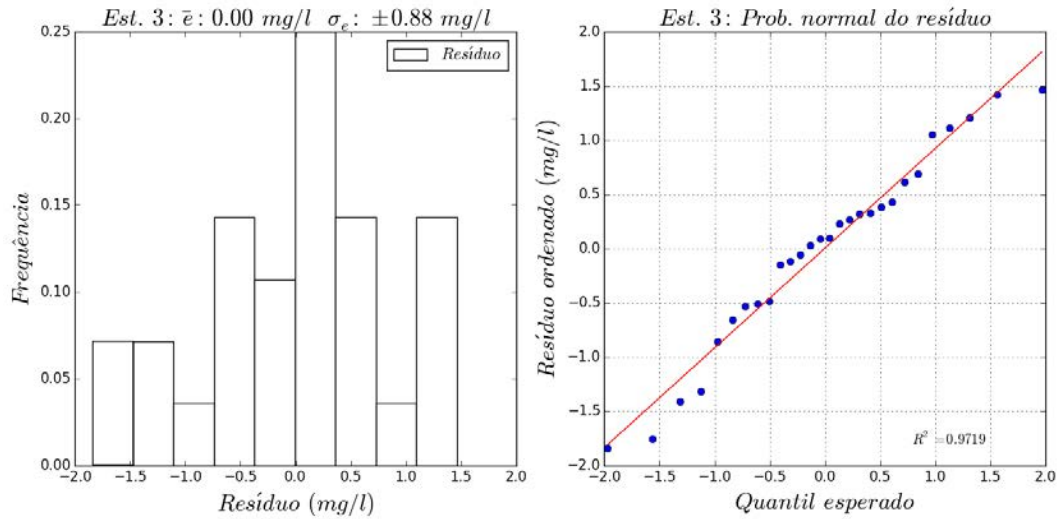 Est. 3: ē: 0.00 mg/l σₑ: ±0.88 mg/l
Resíduo
Frequência
0.25
0.20
0.15
0.10
0.05
0.00
−2.0 −1.5 −1.0 −0.5 0.0 0.5 1.0 1.5 2.0
Resíduo (mg/l)
Est. 3: Prob. normal do resíduo
Resíduo ordenado (mg/l)
2.0
1.5
1.0
0.5
0.0
−0.5
−1.0
−1.5
−2.0
R² =0.9719
−2.0 −1.5 −1.0 −0.5 0.0 0.5 1.0 1.5 2.0
Quantil esperado